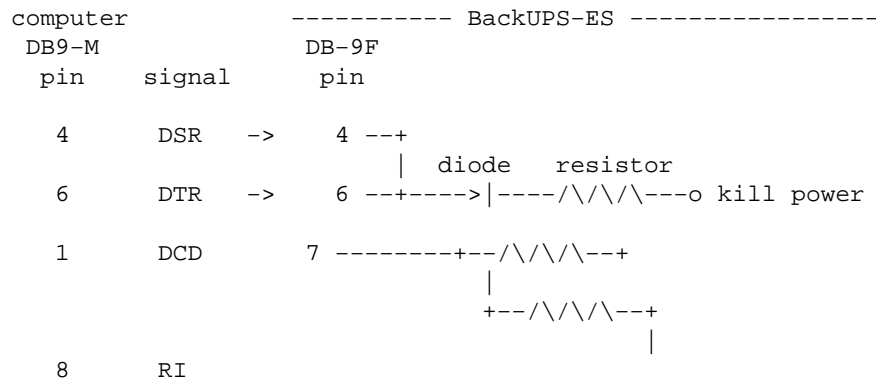 computer ----------- BackUPS-ES -----------------
DB9-M DB-9F
pin signal pin
4 DSR -> 4 --+
| diode resistor
6 DTR -> 6 --+---->|----/\/\/\---o kill power
1 DCD 7 --------+--/\/\/\--+
|
+--/\/\/\--+
|
8 RI